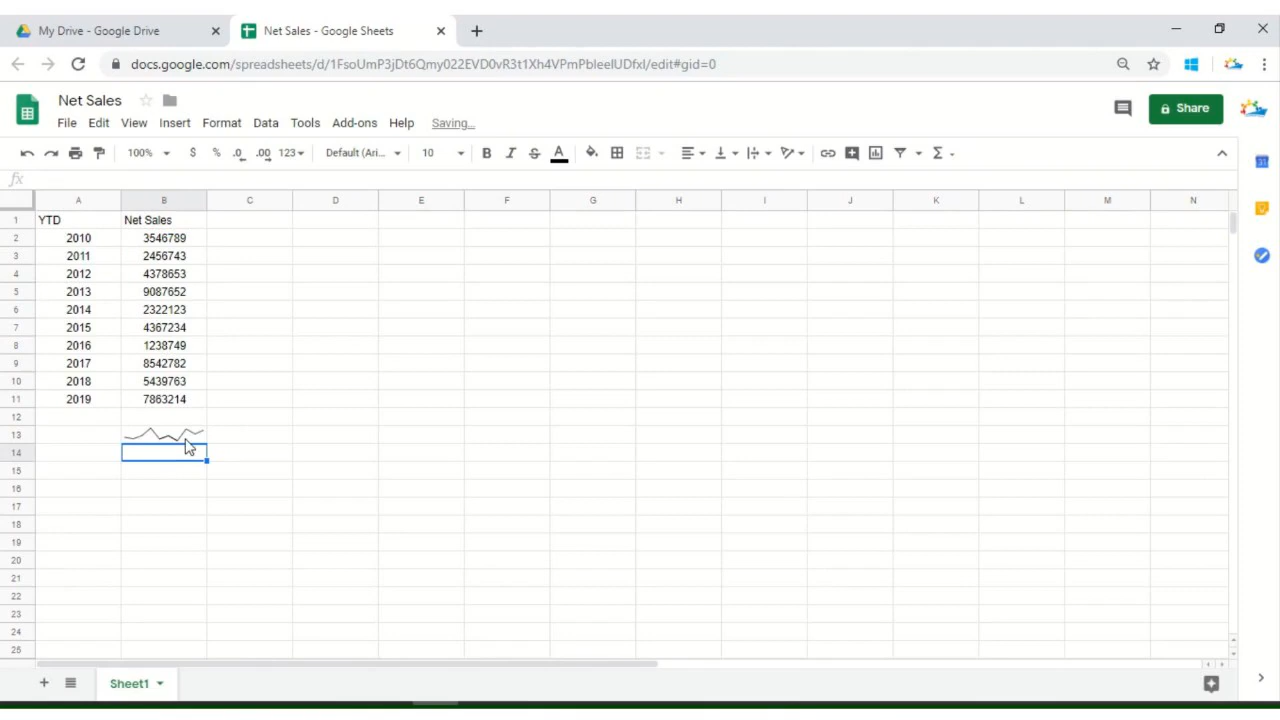 My Drive - Google Drive
Net Sales - Google Sheets
docs.google.com/spreadsheets/d/1FsoUmP3jDt6Qmy022EVD0vR3t1Xh4VPmPbleelUDfxI/edit#gid=0
Net Sales
Share
File Edit View Insert Format Data Tools Add-ons Help Saving...
100% $ % .0 .00 123 Default (Ari... 10 B I S A Σ
fx
A B C D E F G H I J K L M N
1 YTD Net Sales
2 2010 3546789
3 2011 2456743
4 2012 4378653
5 2013 9087652
6 2014 2322123
7 2015 4367234
8 2016 1238749
9 2017 8542782
10 2018 5439763
11 2019 7863214
12
13
14
15
16
17
18
19
20
21
22
23
24
25
Sheet1